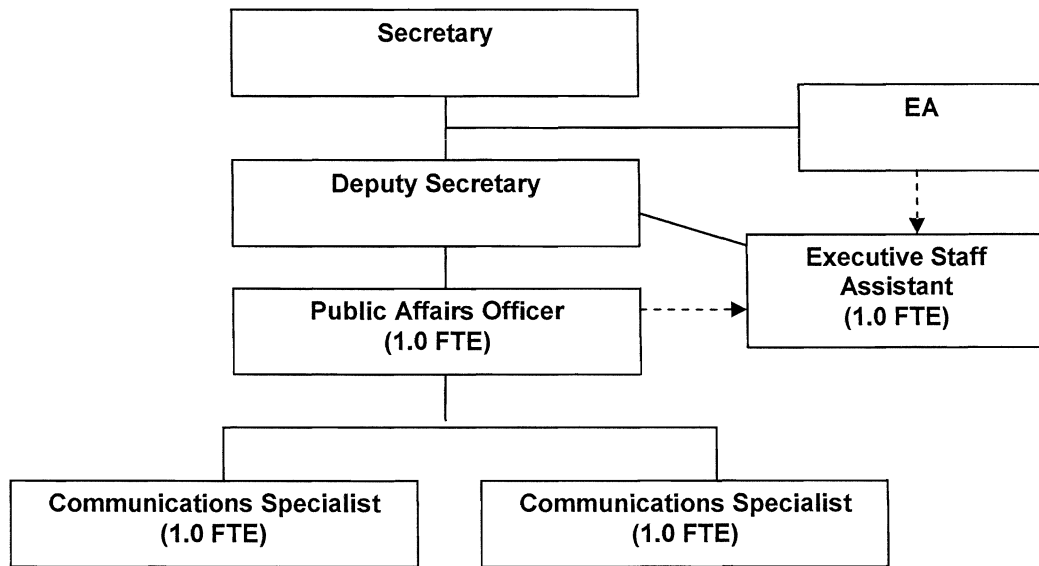 Secretary
EA
Deputy Secretary
Executive Staff
Assistant
(1.0 FTE)
Public Affairs Officer
(1.0 FTE)
Communications Specialist
(1.0 FTE)
Communications Specialist
(1.0 FTE)